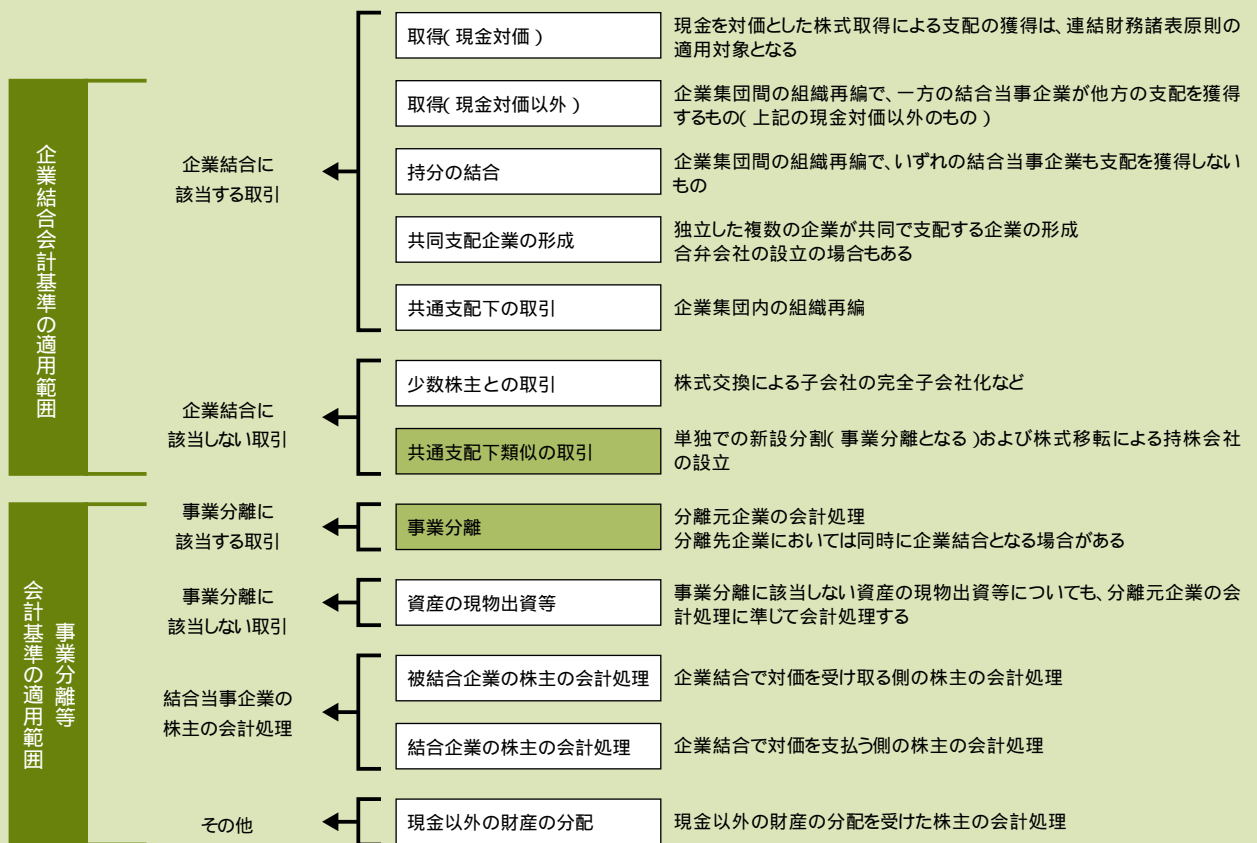 取得(現金対価)
現金を対価とした株式取得による支配の獲得は、連結財務諸表原則の
適用対象となる
企業結合会計基準の適用範囲
企業結合に
該当する取引
取得(現金対価以外)
企業集団間の組織再編で、一方の結合当事企業が他方の支配を獲得
するもの(上記の現金対価以外のもの)
持分の結合
企業集団間の組織再編で、いずれの結合当事企業も支配を獲得しない
もの
共同支配企業の形成
独立した複数の企業が共同で支配する企業の形成
合弁会社の設立の場合もある
共通支配下の取引
企業集団内の組織再編
企業結合に
該当しない取引
少数株主との取引
株式交換による子会社の完全子会社化など
共通支配下類似の取引
単独での新設分割(事業分離となる)および株式移転による持株会社
の設立
事業分離等
会計基準の適用範囲
事業分離に
該当する取引
事業分離
分離元企業の会計処理
分離先企業においては同時に企業結合となる場合がある
事業分離に
該当しない取引
資産の現物出資等
事業分離に該当しない資産の現物出資等についても、分離元企業の会
計処理に準じて会計処理する
結合当事企業の
株主の会計処理
被結合企業の株主の会計処理
企業結合で対価を受け取る側の株主の会計処理
結合企業の株主の会計処理
企業結合で対価を支払う側の株主の会計処理
その他
現金以外の財産の分配
現金以外の財産の分配を受けた株主の会計処理